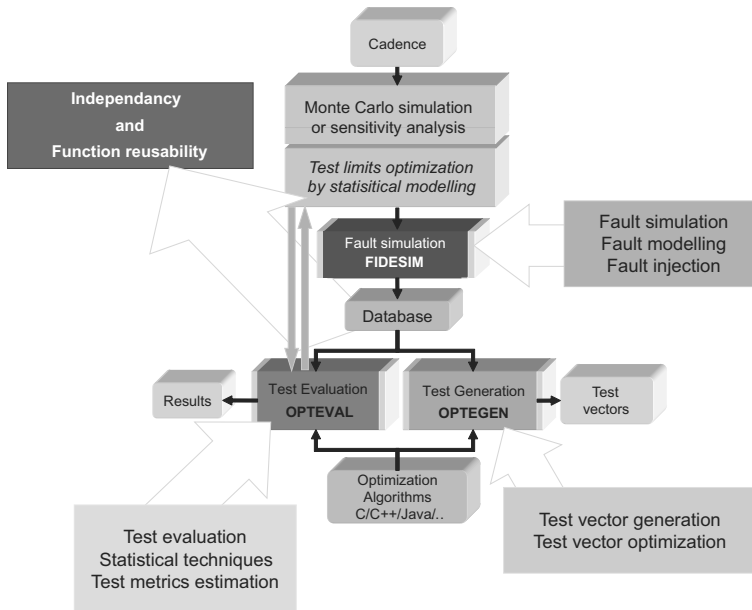 Cadence
Independancy
and
Function reusability
Monte Carlo simulation
or sensitivity analysis
Test limits optimization
by statisitical modelling
Fault simulation
FIDESIM
Fault simulation
Fault modelling
Fault injection
Database
Results
Test Evaluation
OPTEVAL
Test Generation
OPTEGEN
Test
vectors
Optimization
Algorithms
C/C++/Java/..
Test evaluation
Statistical techniques
Test metrics estimation
Test vector generation
Test vector optimization